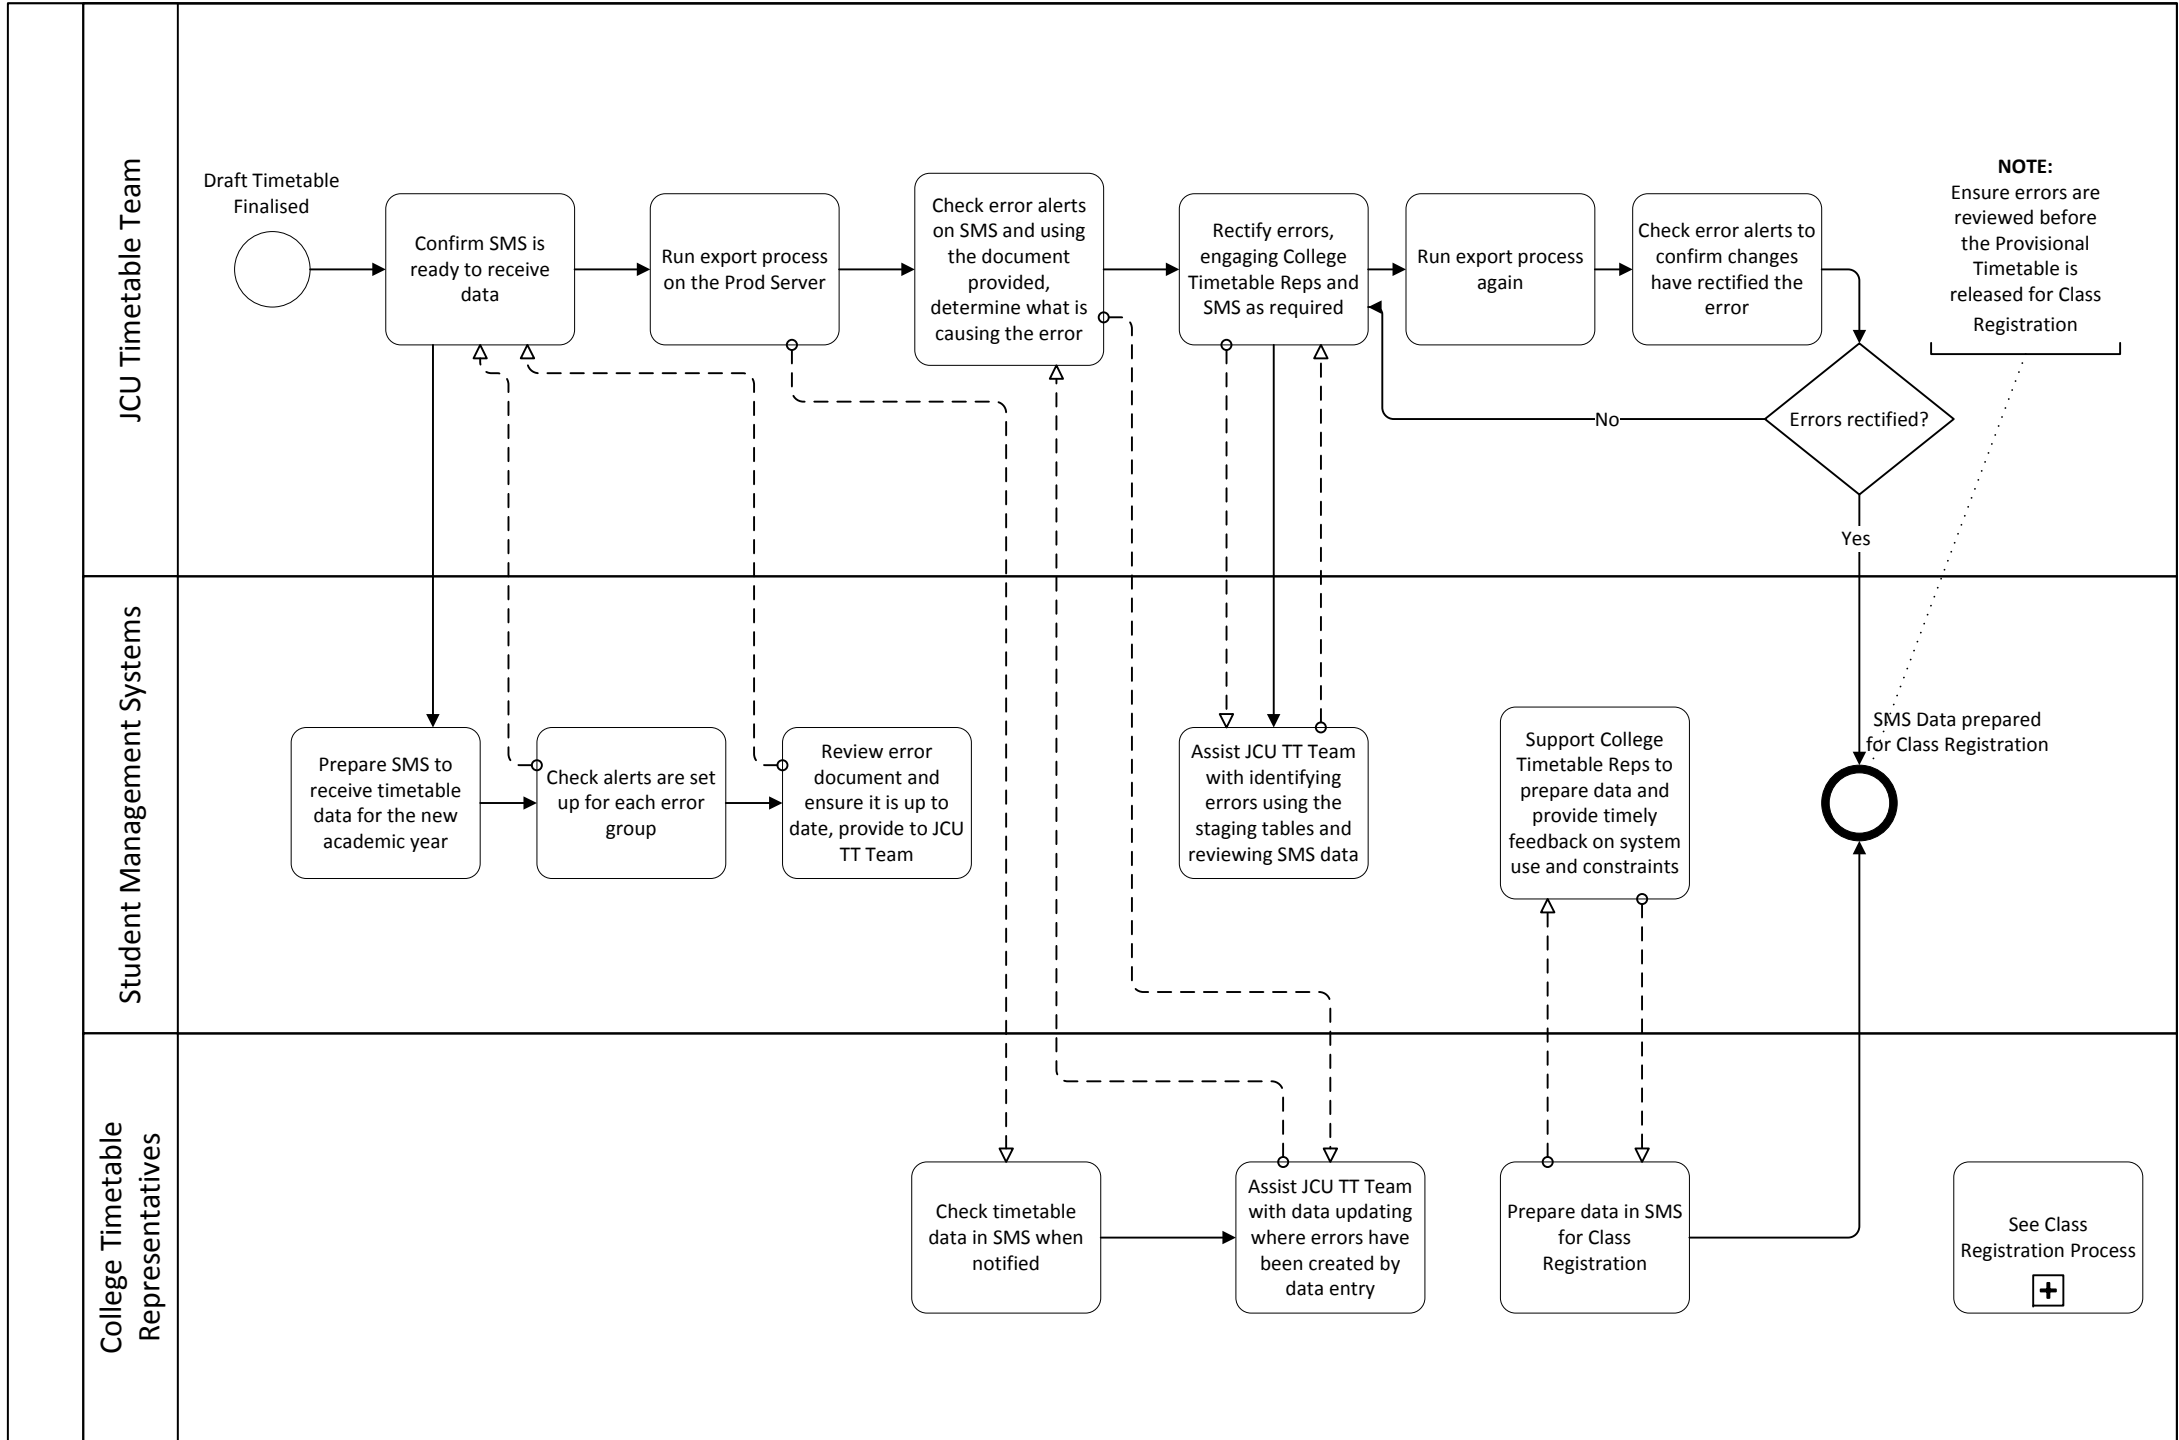 JCU Timetable Team
Draft Timetable
Finalised
Confirm SMS is
ready to receive
data
Run export process
on the Prod Server
Check error alerts
on SMS and using
the document
provided,
determine what is
causing the error
Rectify errors,
engaging College
Timetable Reps and
SMS as required
Run export process
again
Check error alerts to
confirm changes
have rectified the
error
NOTE:
Ensure errors are
reviewed before
the Provisional
Timetable is
released for Class
Registration
Errors rectified?
No
Yes
Student Management Systems
Prepare SMS to
receive timetable
data for the new
academic year
Check alerts are set
up for each error
group
Review error
document and
ensure it is up to
date, provide to JCU
TT Team
Assist JCU TT Team
with identifying
errors using the
staging tables and
reviewing SMS data
Support College
Timetable Reps to
prepare data and
provide timely
feedback on system
use and constraints
SMS Data prepared
for Class Registration
College Timetable
Representatives
Check timetable
data in SMS when
notified
Assist JCU TT Team
with data updating
where errors have
been created by
data entry
Prepare data in SMS
for Class
Registration
See Class
Registration Process